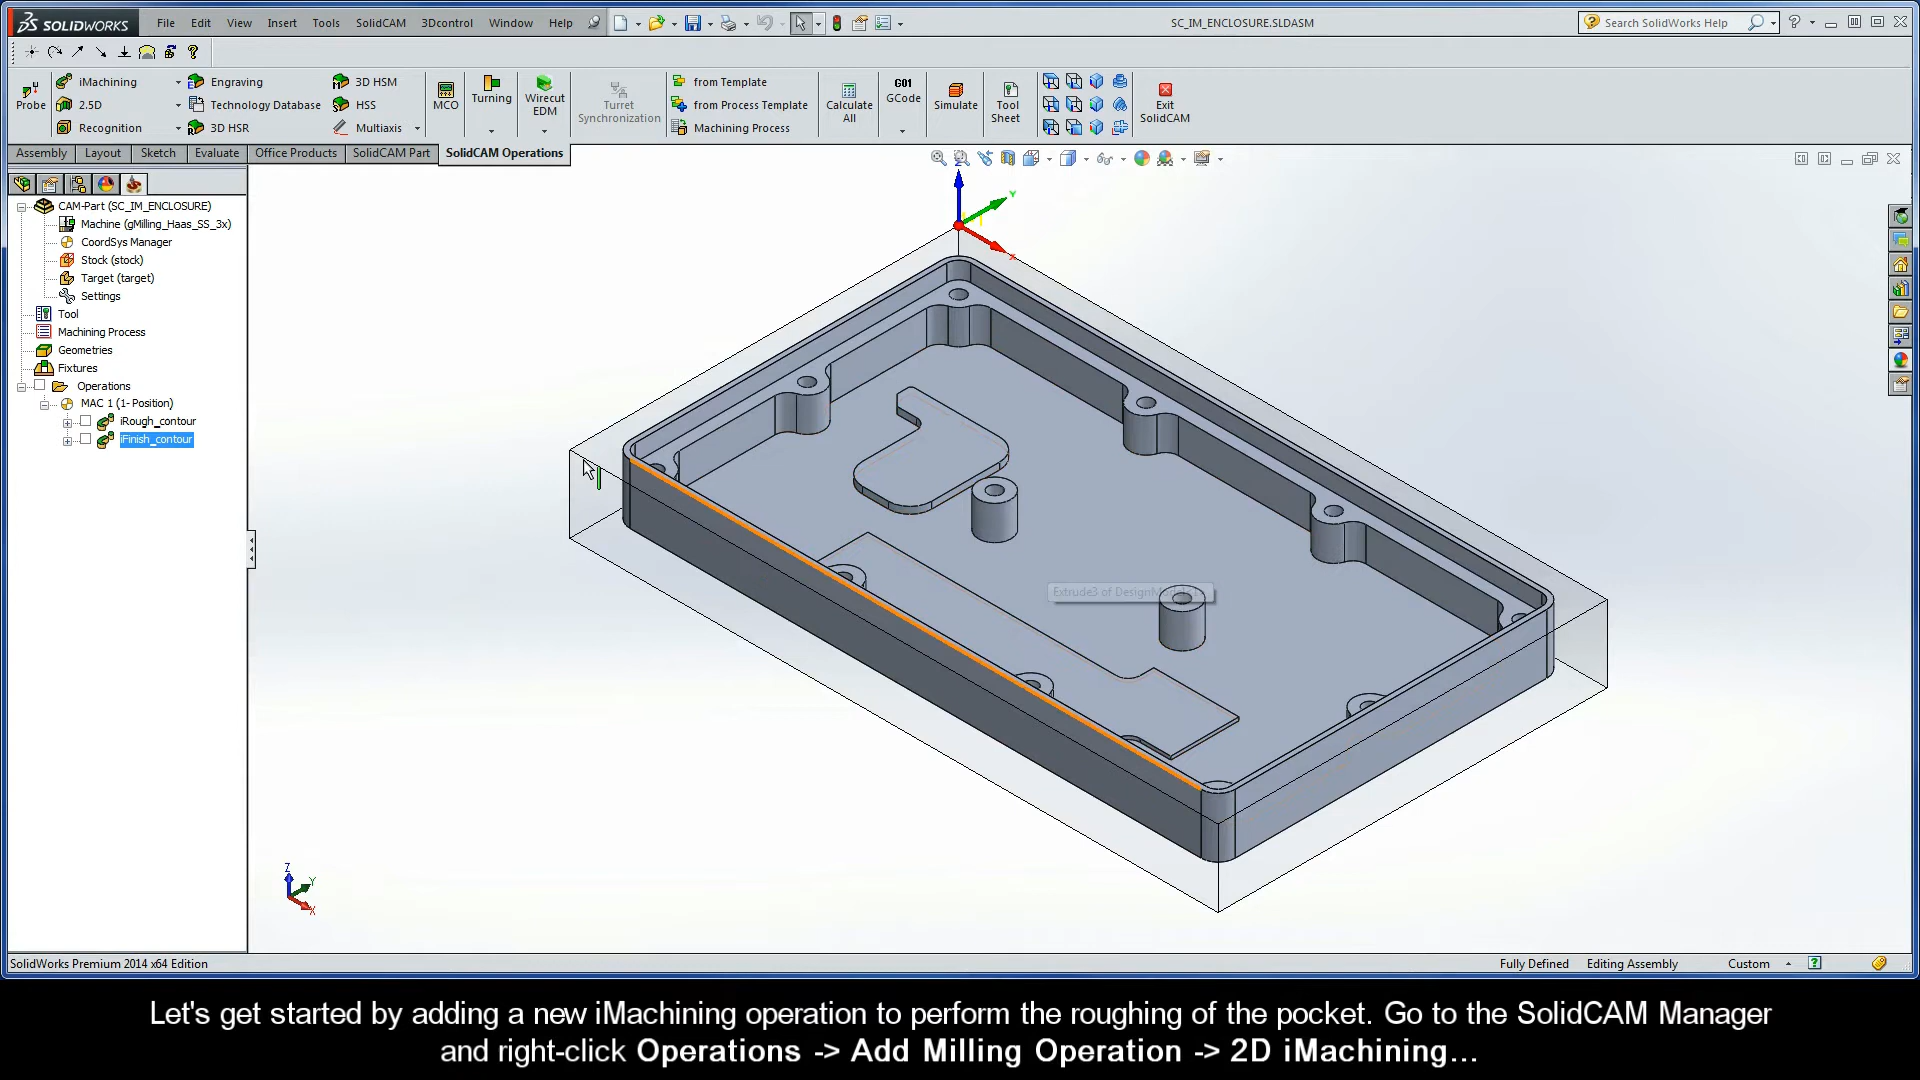 SOLIDWORKS File Edit View Insert Tools SolidCAM 3Dcontrol Window Help SC_IM_ENCLOSURE.SLDASM Search SolidWorks Help
Probe iMachining 2.5D Recognition Engraving Technology Database 3D HSR 3D HSM HSS Multiaxis MCO Turning Wirecut EDM Turret Synchronization from Template from Process Template Machining Process Calculate All G01 GCode Simulate Tool Sheet Exit SolidCAM
Assembly Layout Sketch Evaluate Office Products SolidCAM Part SolidCAM Operations
CAM-Part (SC_IM_ENCLOSURE)
Machine (gMilling_Haas_SS_3x)
CoordSys Manager
Stock (stock)
Target (target)
Settings
Tool
Machining Process
Geometries
Fixtures
Operations
MAC 1 (1- Position)
iRough_contour
iFinish_contour
Y
X
Extrude3 of
Z
Y
X
SolidWorks Premium 2014 x64 Edition Fully Defined Editing Assembly Custom
Let's get started by adding a new iMachining operation to perform the roughing of the pocket. Go to the SolidCAM Manager
and right-click Operations -> Add Milling Operation -> 2D iMachining...